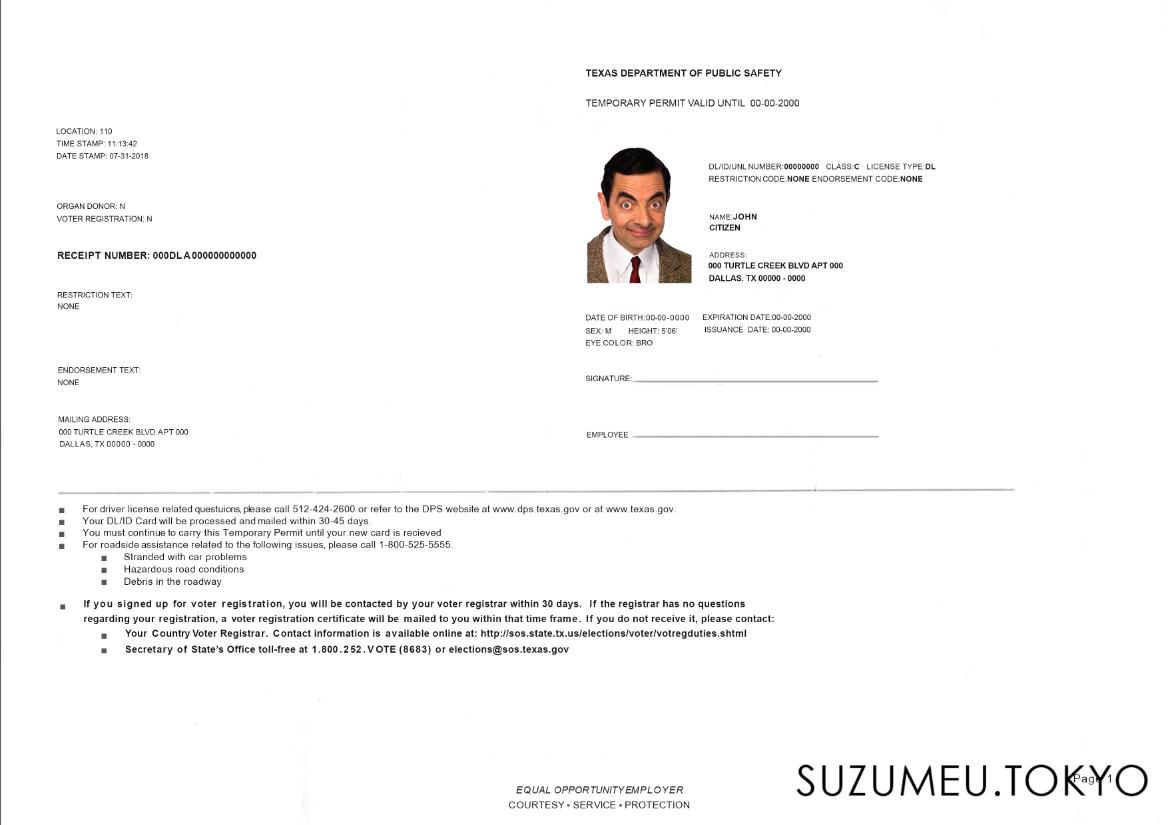 TEXAS DEPARTMENT OF PUBLIC SAFETY
TEMPORARY PERMIT VALID UNTIL 00-00-2000
LOCATION: 110
TIME STAMP: 11:13:42
DATE STAMP: 07-31-2018
ORGAN DONOR: N
VOTER REGISTRATION: N
RECEIPT NUMBER: 000DLA000000000000
RESTRICTION TEXT:
NONE
ENDORSEMENT TEXT:
NONE
MAILING ADDRESS:
000 TURTLE CREEK BLVD APT 000
DALLAS, TX 00000 - 0000
DL/ID/UNL NUMBER:00000000 CLASS:C LICENSE TYPE:DL
RESTRICTION CODE:NONE ENDORSEMENT CODE:NONE
NAME:JOHN
CITIZEN
ADDRESS:
000 TURTLE CREEK BLVD APT 000
DALLAS. TX 00000 - 0000
DATE OF BIRTH:00-00-0000 EXPIRATION DATE:00-00-2000
SEX: M HEIGHT: 5'06' ISSUANCE DATE: 00-00-2000
EYE COLOR: BRO
SIGNATURE:
EMPLOYEE
For driver license related questuions, please call 512-424-2600 or refer to the DPS website at www.dps.texas.gov or at www.texas.gov.
Your DL/ID Card will be processed and mailed within 30-45 days.
You must continue to carry this Temporary Permit until your new card is recieved
For roadside assistance related to the following issues, please call 1-800-525-5555.
Stranded with car problems
Hazardous road conditions
Debris in the roadway
If you signed up for voter registration, you will be contacted by your voter registrar within 30 days. If the registrar has no questions
regarding your registration, a voter registration certificate will be mailed to you within that time frame. If you do not receive it, please contact:
Your Country Voter Registrar. Contact information is available online at: http://sos.state.tx.us/elections/voter/votregduties.shtml
Secretary of State's Office toll-free at 1.800.252.VOTE (8683) or elections@sos.texas.gov
SUZUMEU.TOKYO
Page 1
EQUAL OPPORTUNITY EMPLOYER
COURTESY • SERVICE • PROTECTION